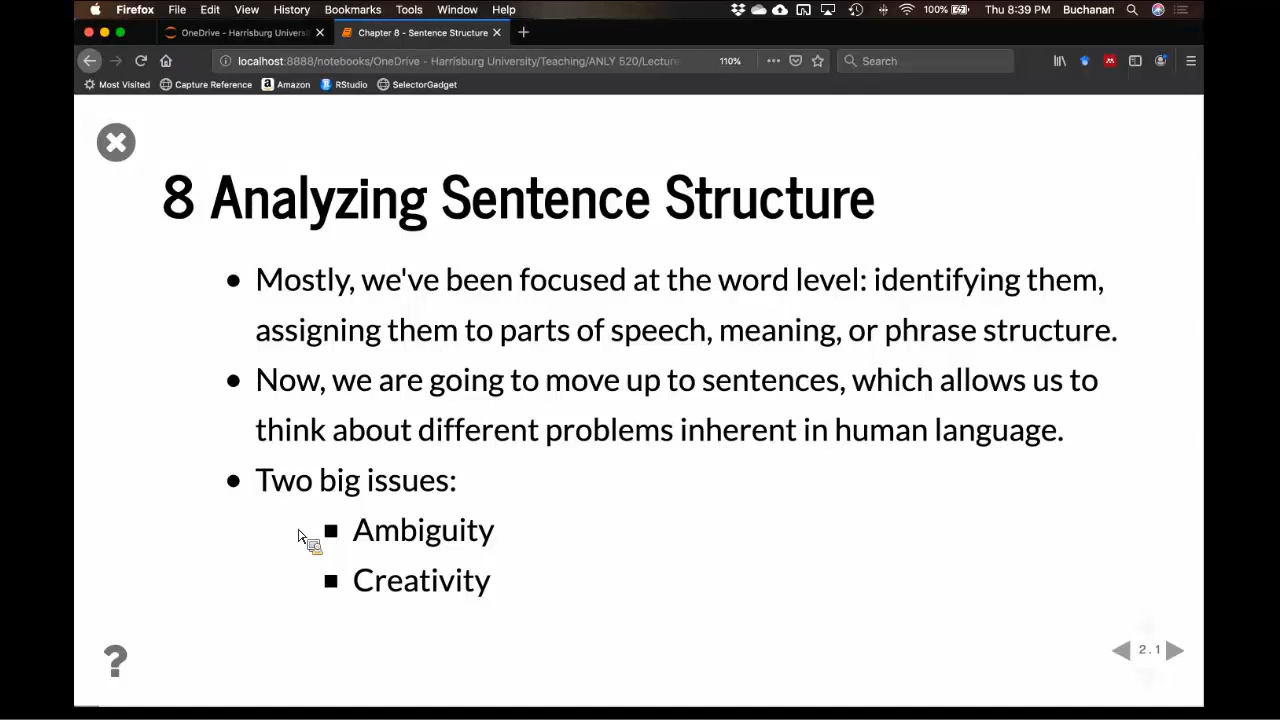 Firefox File Edit View History Bookmarks Tools Window Help 100% Thu 8:39 PM Buchanan
OneDrive - Harrisburg Universi × Chapter 8 - Sentence Structure × +
localhost:8888/notebooks/OneDrive - Harrisburg University/Teaching/ANLY 520/Lecture 110% Search
Most Visited Capture Reference Amazon RStudio SelectorGadget
8 Analyzing Sentence Structure
• Mostly, we've been focused at the word level: identifying them,
assigning them to parts of speech, meaning, or phrase structure.
• Now, we are going to move up to sentences, which allows us to
think about different problems inherent in human language.
• Two big issues:
▪ Ambiguity
▪ Creativity
? 2.1